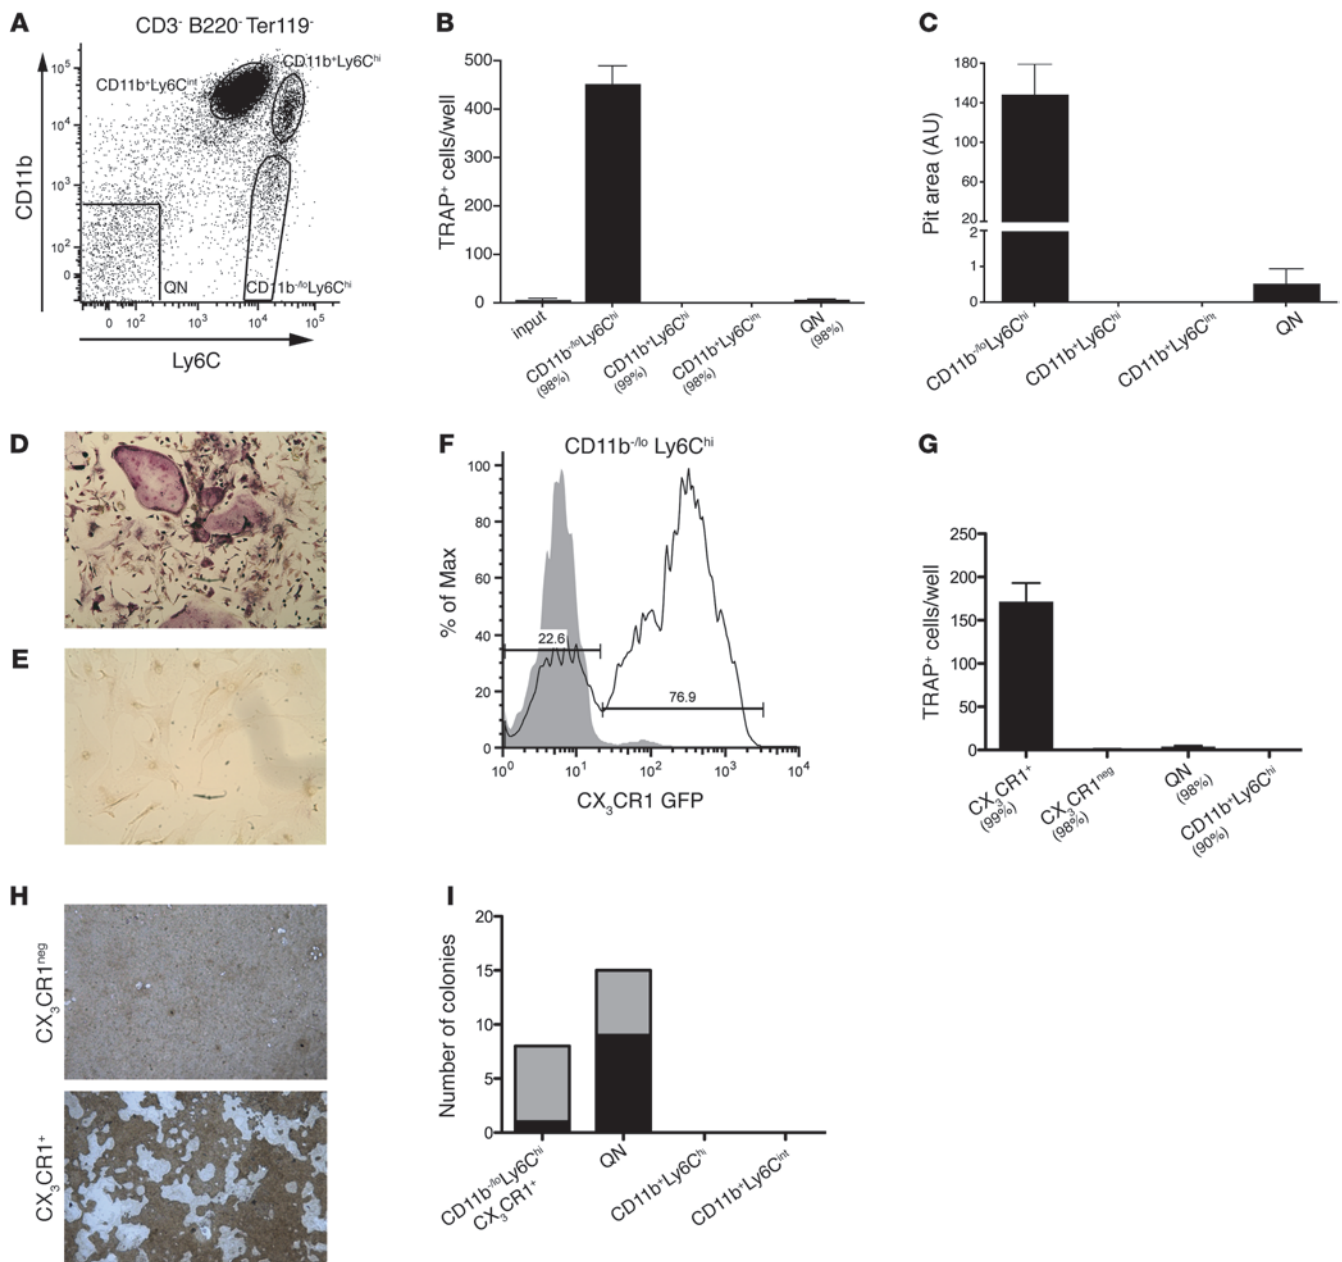 A
CD3⁻ B220⁻ Ter119⁻
CD11b⁺Ly6Cʰⁱ
CD11b⁺Ly6Cⁱⁿᵗ
10⁵
10⁴
10³
10²
0
CD11b
QN
CD11b⁻/ˡᵒLy6Cʰⁱ
0 10² 10³ 10⁴ 10⁵
Ly6C
B
500
400
300
200
100
0
TRAP⁺ cells/well
input
CD11b⁻/ˡᵒLy6Cʰⁱ
(98%)
CD11b⁺Ly6Cʰⁱ
(99%)
CD11b⁺Ly6Cⁱⁿᵗ
(98%)
QN
(98%)
C
180
140
100
60
20
2
1
0
Pit area (AU)
CD11b⁻/ˡᵒLy6Cʰⁱ
CD11b⁺Ly6Cʰⁱ
CD11b⁺Ly6Cⁱⁿᵗ
QN
D
E
F
CD11b⁻/ˡᵒ Ly6Cʰⁱ
100
80
60
40
20
0
% of Max
22.6
76.9
10⁰ 10¹ 10² 10³ 10⁴
CX₃CR1 GFP
G
250
200
150
100
50
0
TRAP⁺ cells/well
CX₃CR1⁺
(99%)
CX₃CR1ⁿᵉᵍ
(98%)
QN
(98%)
CD11b⁺Ly6Cʰⁱ
(90%)
H
CX₃CR1ⁿᵉᵍ
CX₃CR1⁺
I
20
15
10
5
0
Number of colonies
CD11b⁻/ˡᵒLy6Cʰⁱ
CX₃CR1⁺
QN
CD11b⁺Ly6Cʰⁱ
CD11b⁺Ly6Cⁱⁿᵗ